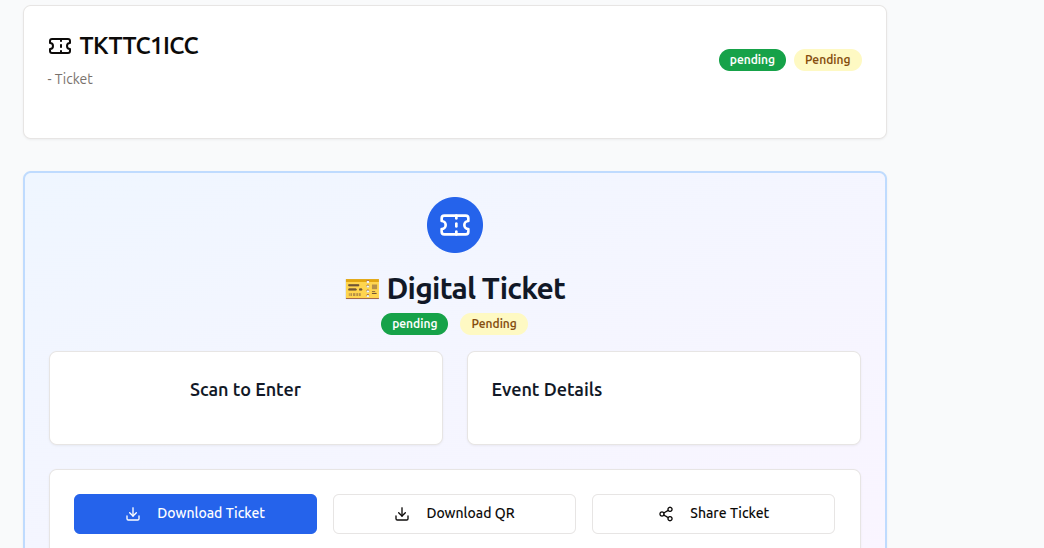 TKTTC1ICC
- Ticket
pending Pending
Digital Ticket
pending Pending
Scan to Enter
Event Details
Download Ticket
Download QR
Share Ticket